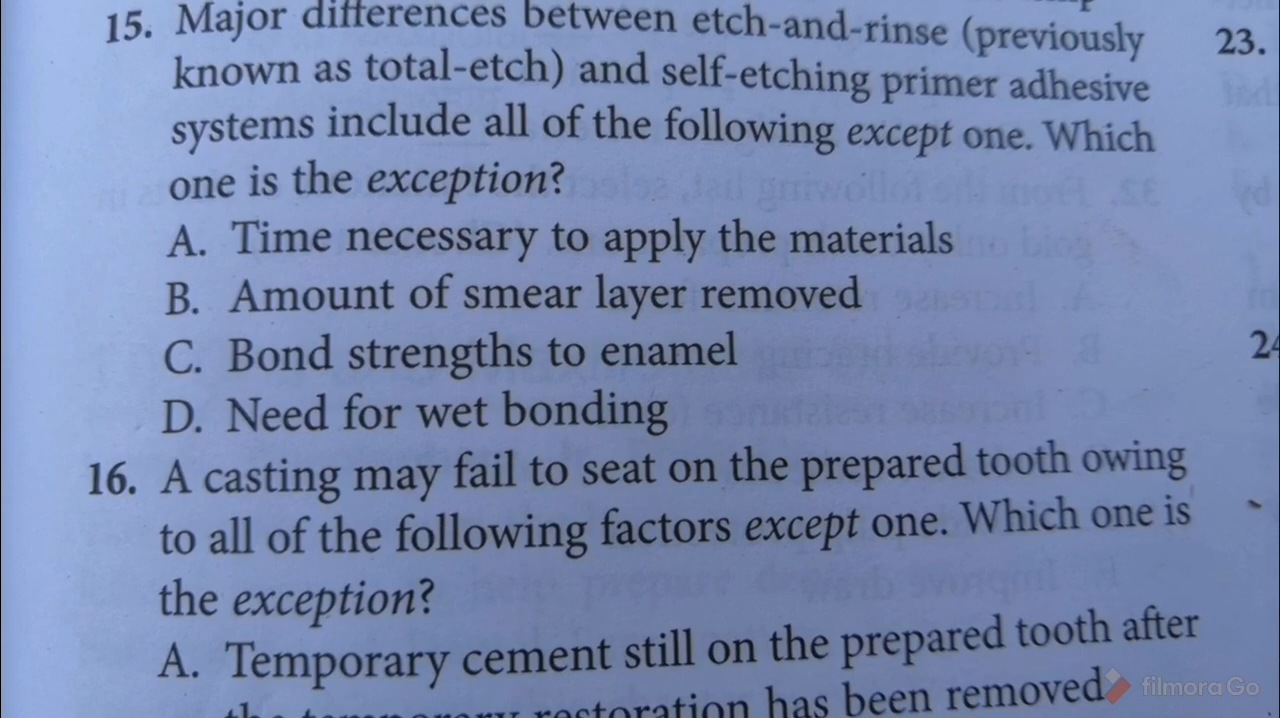 15. Major differences between etch-and-rinse (previously
known as total-etch) and self-etching primer adhesive
systems include all of the following except one. Which
one is the exception?
A. Time necessary to apply the materials
B. Amount of smear layer removed
C. Bond strengths to enamel
D. Need for wet bonding
16. A casting may fail to seat on the prepared tooth owing
to all of the following factors except one. Which one is
the exception?
A. Temporary cement still on the prepared tooth after
the temporary restoration has been removed
23.
24
filmora Go